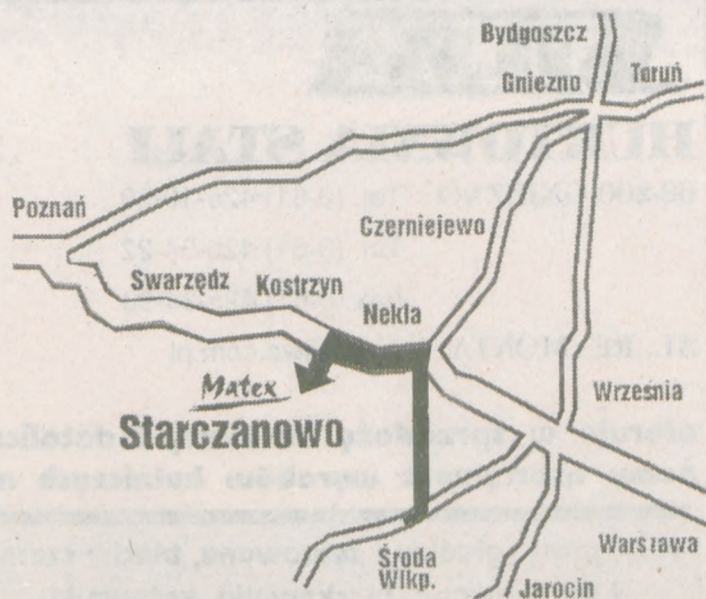 Bydgoszcz
Gniezno
Toruń
Poznań
Czerniejewo
Swarzędz
Kostrzyn
Nekla
Matex
Starczanowo
Września
Warszawa
Środa
Wlkp.
Jarocin